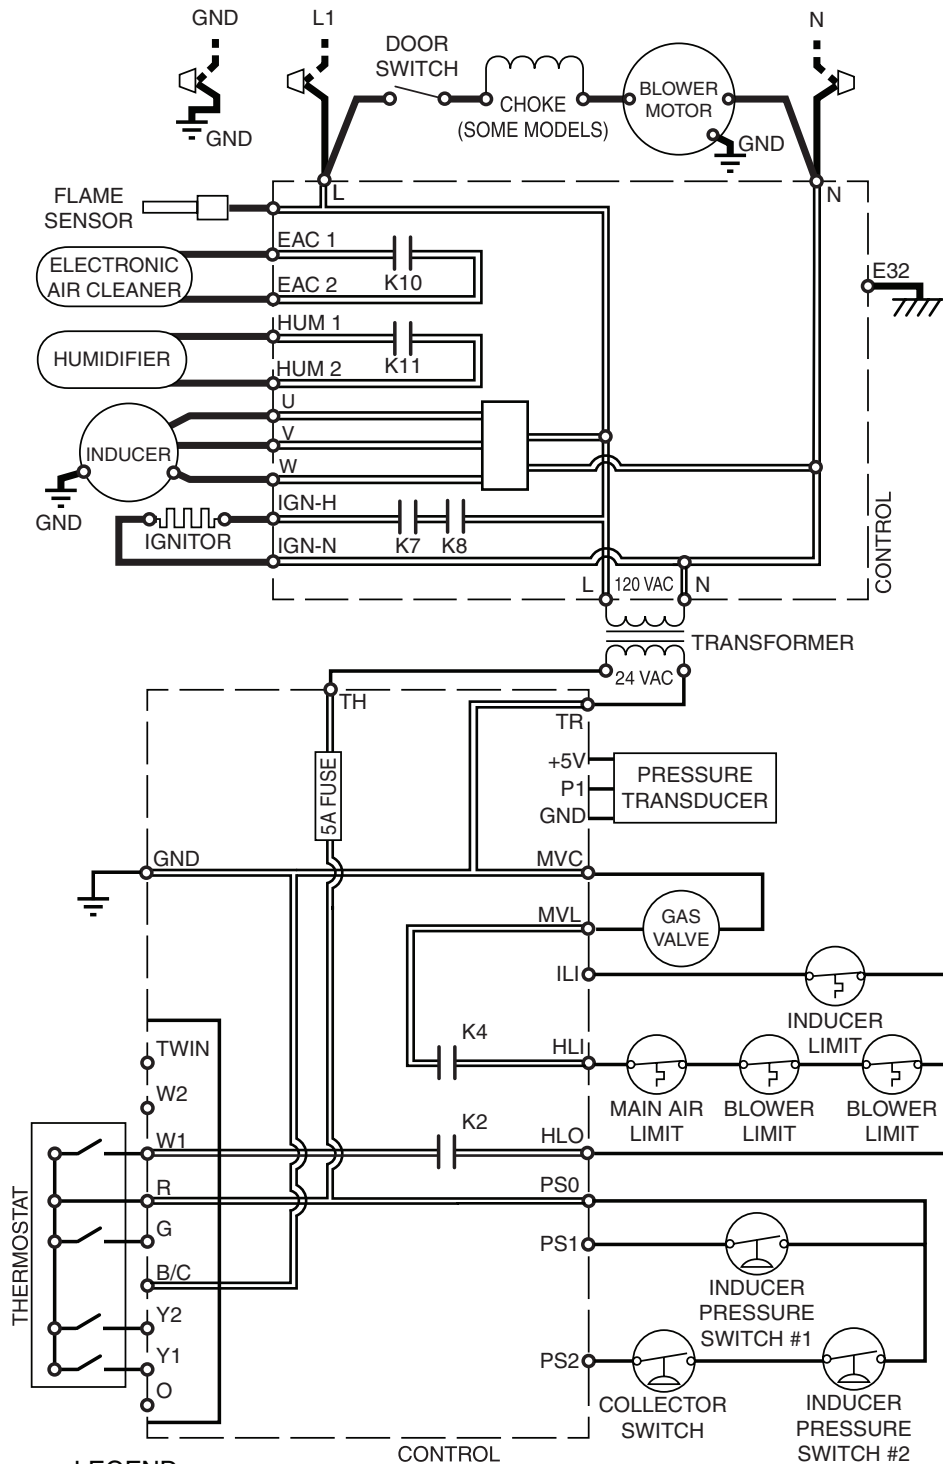 GND
L1
N
DOOR
SWITCH
CHOKE
(SOME MODELS)
BLOWER
MOTOR
GND
GND
L
N
FLAME
SENSOR
EAC 1
ELECTRONIC
AIR CLEANER
K10
EAC 2
E32
HUM 1
HUMIDIFIER
K11
HUM 2
U
V
INDUCER
W
IGN-H
GND
IGNITOR
K7
K8
IGN-N
CONTROL
L
120 VAC
N
TRANSFORMER
24 VAC
TH
TR
5A FUSE
+5V
P1
GND
PRESSURE
TRANSDUCER
GND
MVC
MVL
GAS
VALVE
ILI
INDUCER
LIMIT
K4
HLI
TWIN
MAIN AIR
LIMIT
BLOWER
LIMIT
BLOWER
LIMIT
W2
K2
W1
HLO
R
PS0
G
PS1
THERMOSTAT
B/C
INDUCER
PRESSURE
SWITCH #1
Y2
Y1
PS2
O
COLLECTOR
SWITCH
INDUCER
PRESSURE
SWITCH #2
CONTROL
LEGEND